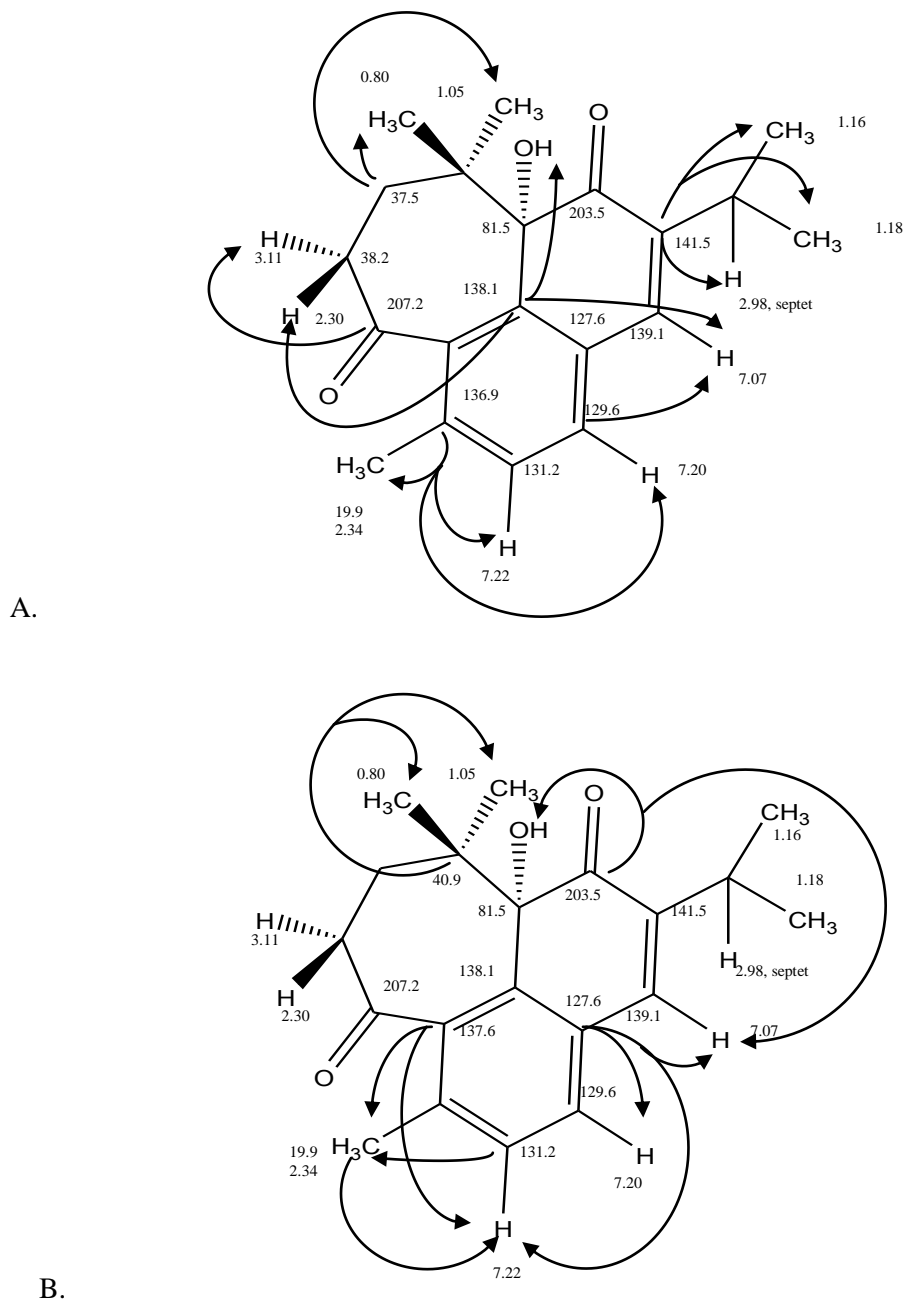 O
0.80
1.05
CH3
1.16
H3C
OH
CH3
37.5
203.5
81.5
141.5
CH3
1.18
H
H
3.11
38.2
138.1
2.98, septet
H
2.30
207.2
127.6
139.1
H
7.07
O
136.9
129.6
H3C
131.2
H
7.20
19.9
2.34
H
7.22
A.
0.80
1.05
O
H3C
CH3
CH3
OH
1.16
1.18
40.9
203.5
81.5
141.5
CH3
H
3.11
138.1
H
2.98, septet
H
2.30
207.2
127.6
139.1
137.6
H
7.07
O
129.6
19.9
H3C
2.34
131.2
H
7.20
H
7.22
B.